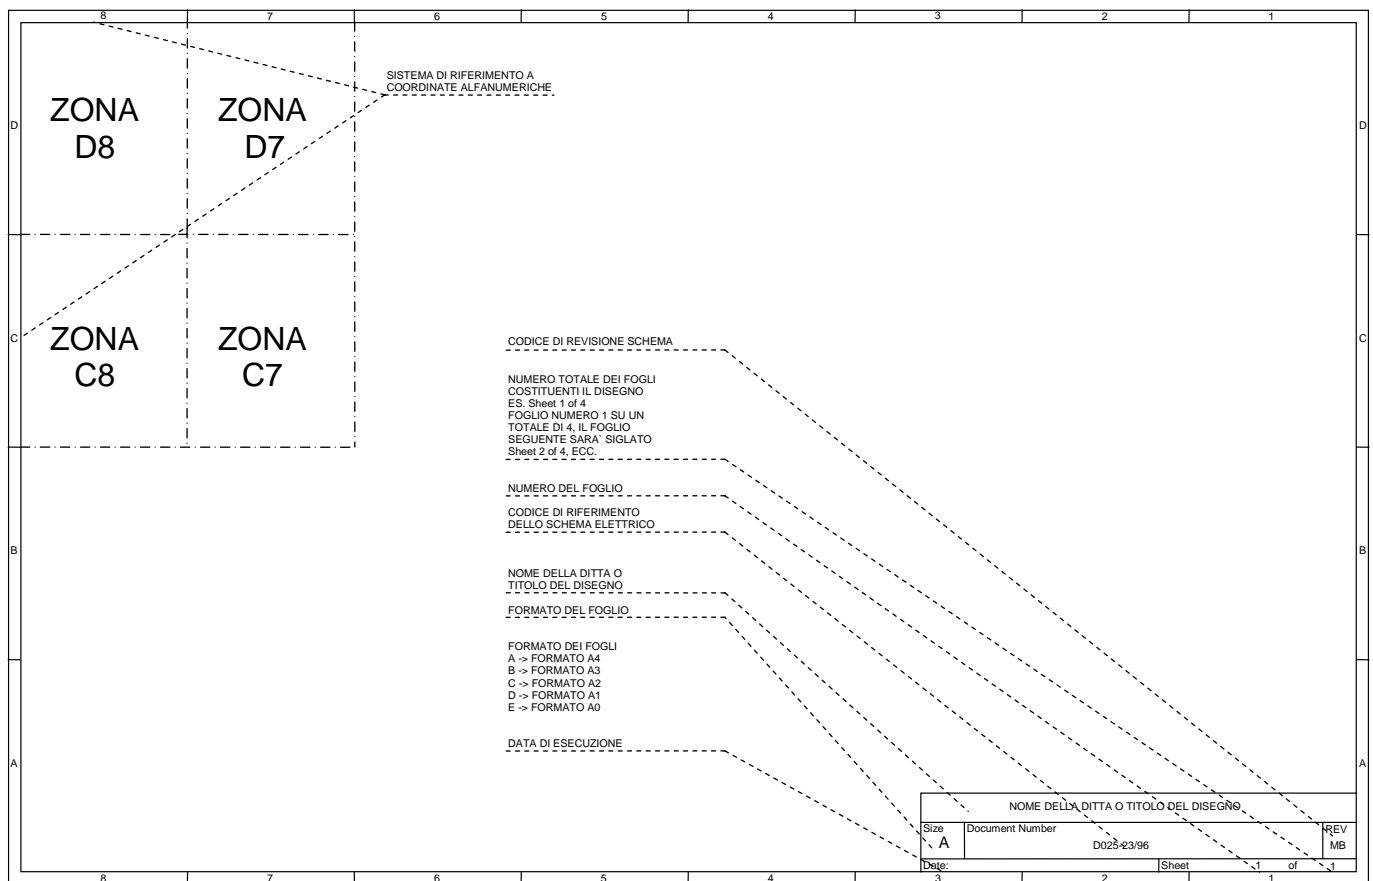 8 7 6 5 4 3 2 1
SISTEMA DI RIFERIMENTO A
COORDINATE ALFANUMERICHE
ZONA ZONA
D D
D8 D7
C C
ZONA ZONA
C8 C7
CODICE DI REVISIONE SCHEMA
NUMERO TOTALE DEI FOGLI
COSTITUENTI IL DISEGNO
ES. Sheet 1 of 4
FOGLIO NUMERO 1 SU UN
TOTALE DI 4, IL FOGLIO
SEGUENTE SARA` SIGLATO
Sheet 2 of 4, ECC.
NUMERO DEL FOGLIO
CODICE DI RIFERIMENTO
DELLO SCHEMA ELETTRICO
B B
NOME DELLA DITTA O
TITOLO DEL DISEGNO
FORMATO DEL FOGLIO
FORMATO DEI FOGLI
A -> FORMATO A4
B -> FORMATO A3
C -> FORMATO A2
D -> FORMATO A1
E -> FORMATO A0
DATA DI ESECUZIONE
A A
NOME DELLA DITTA O TITOLO DEL DISEGNO
Size Document Number REV
A D025-23/96 MB
Date: Sheet 1 of 1
8 7 6 5 4 3 2 1